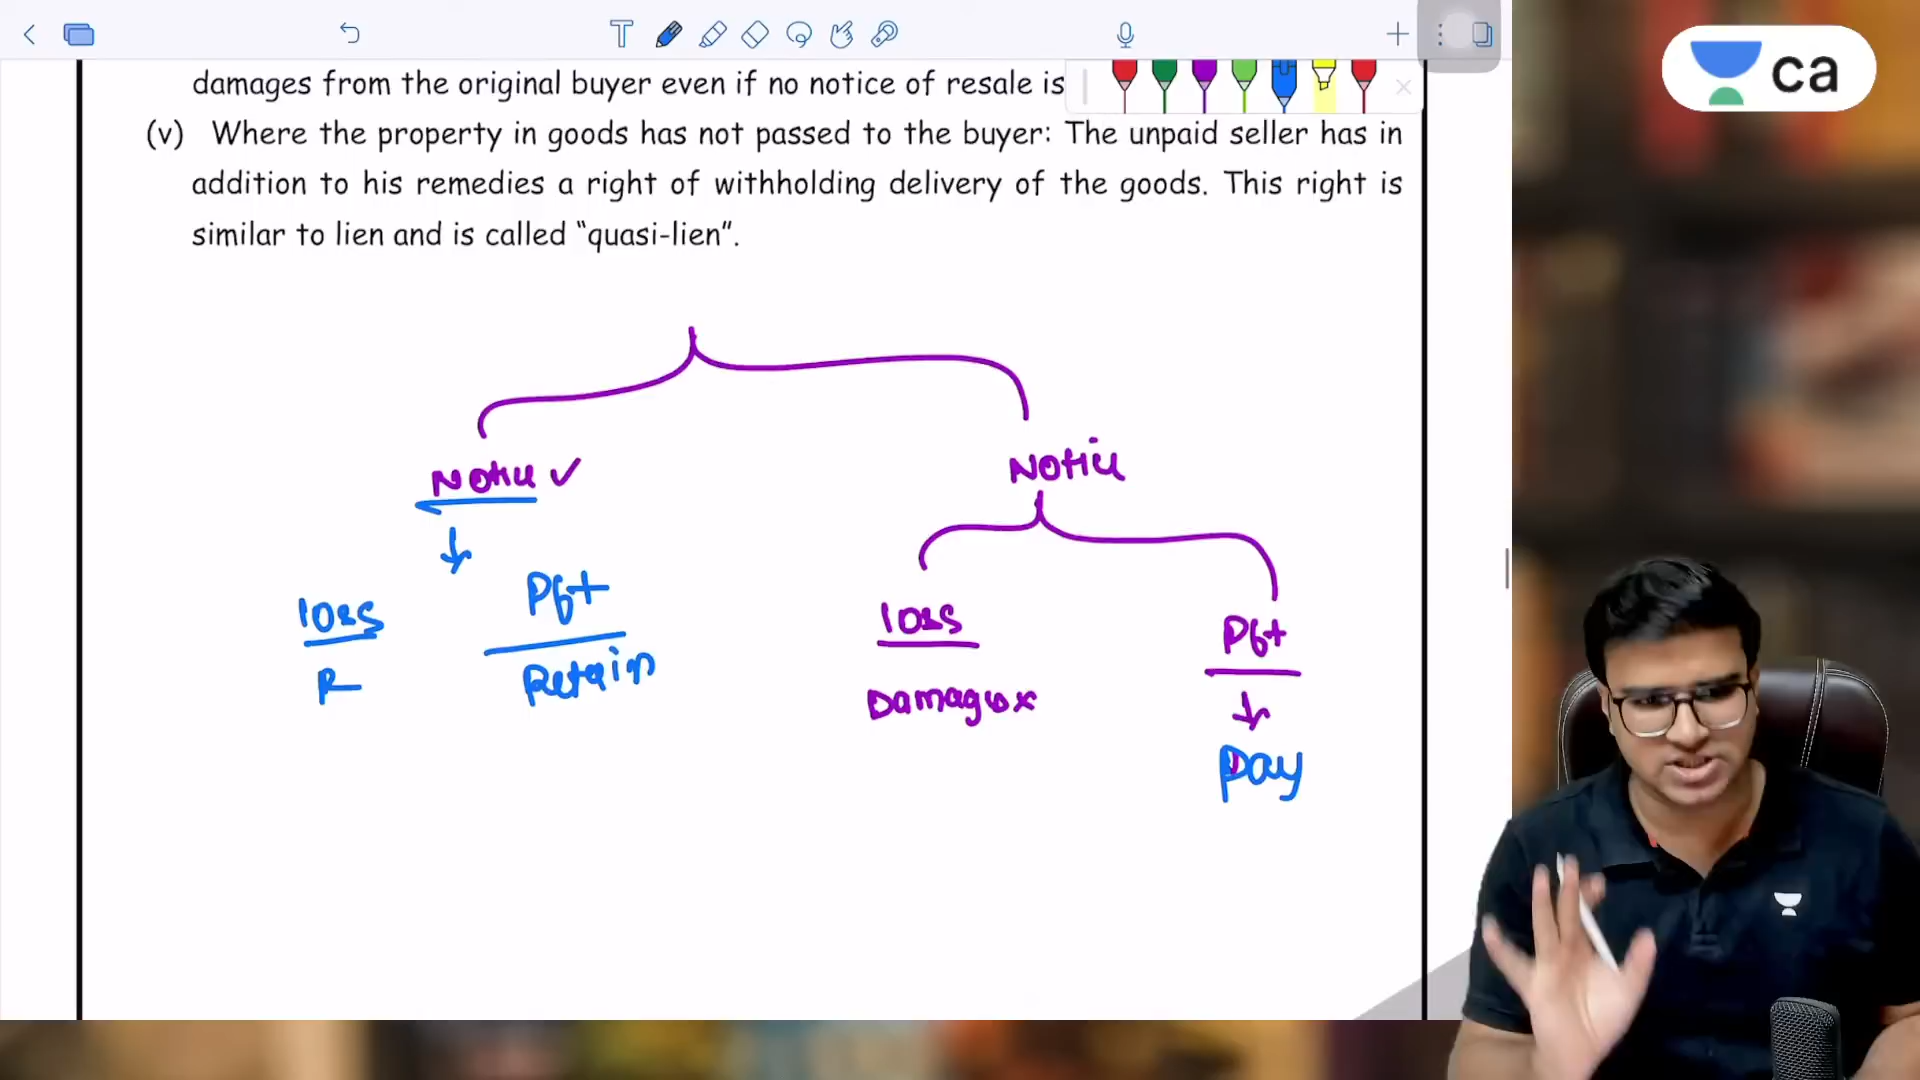 ca
damages from the original buyer even if no notice of resale is
(v) Where the property in goods has not passed to the buyer: The unpaid seller has in
addition to his remedies a right of withholding delivery of the goods. This right is
similar to lien and is called “quasi-lien”.
Notice ✓
Notice
loss
Pft
loss
Pft
R
Retain
Damages x
Pay